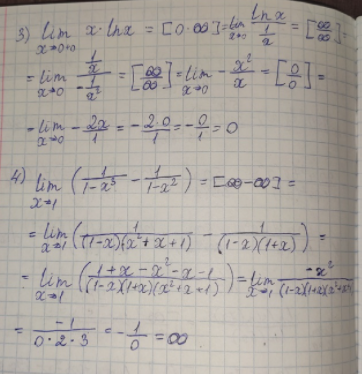 3) lim x→0+0 x·lnx = [0·∞] = lim x→0 lnx / (1/x) = [∞/∞] =
= lim x→0 (1/x) / (-1/x²) = [∞/∞] = lim x→0 - x²/x = [0/0] =
= lim x→0 - 2x/1 = -2·0/1 = -0/1 = 0
4) lim x→1 (1/(1-x³) - 1/(1-x²)) = [∞-∞] =
= lim x→1 (1/((1-x)(x²+x+1)) - 1/((1-x)(1+x))) =
= lim x→1 ((1+x-x²-x-1)/((1-x)(1+x)(x²+x+1))) = lim x→1 -x²/((1-x)(1+x)(x²+x+
= -1/(0·2·3) = -1/0 = ∞